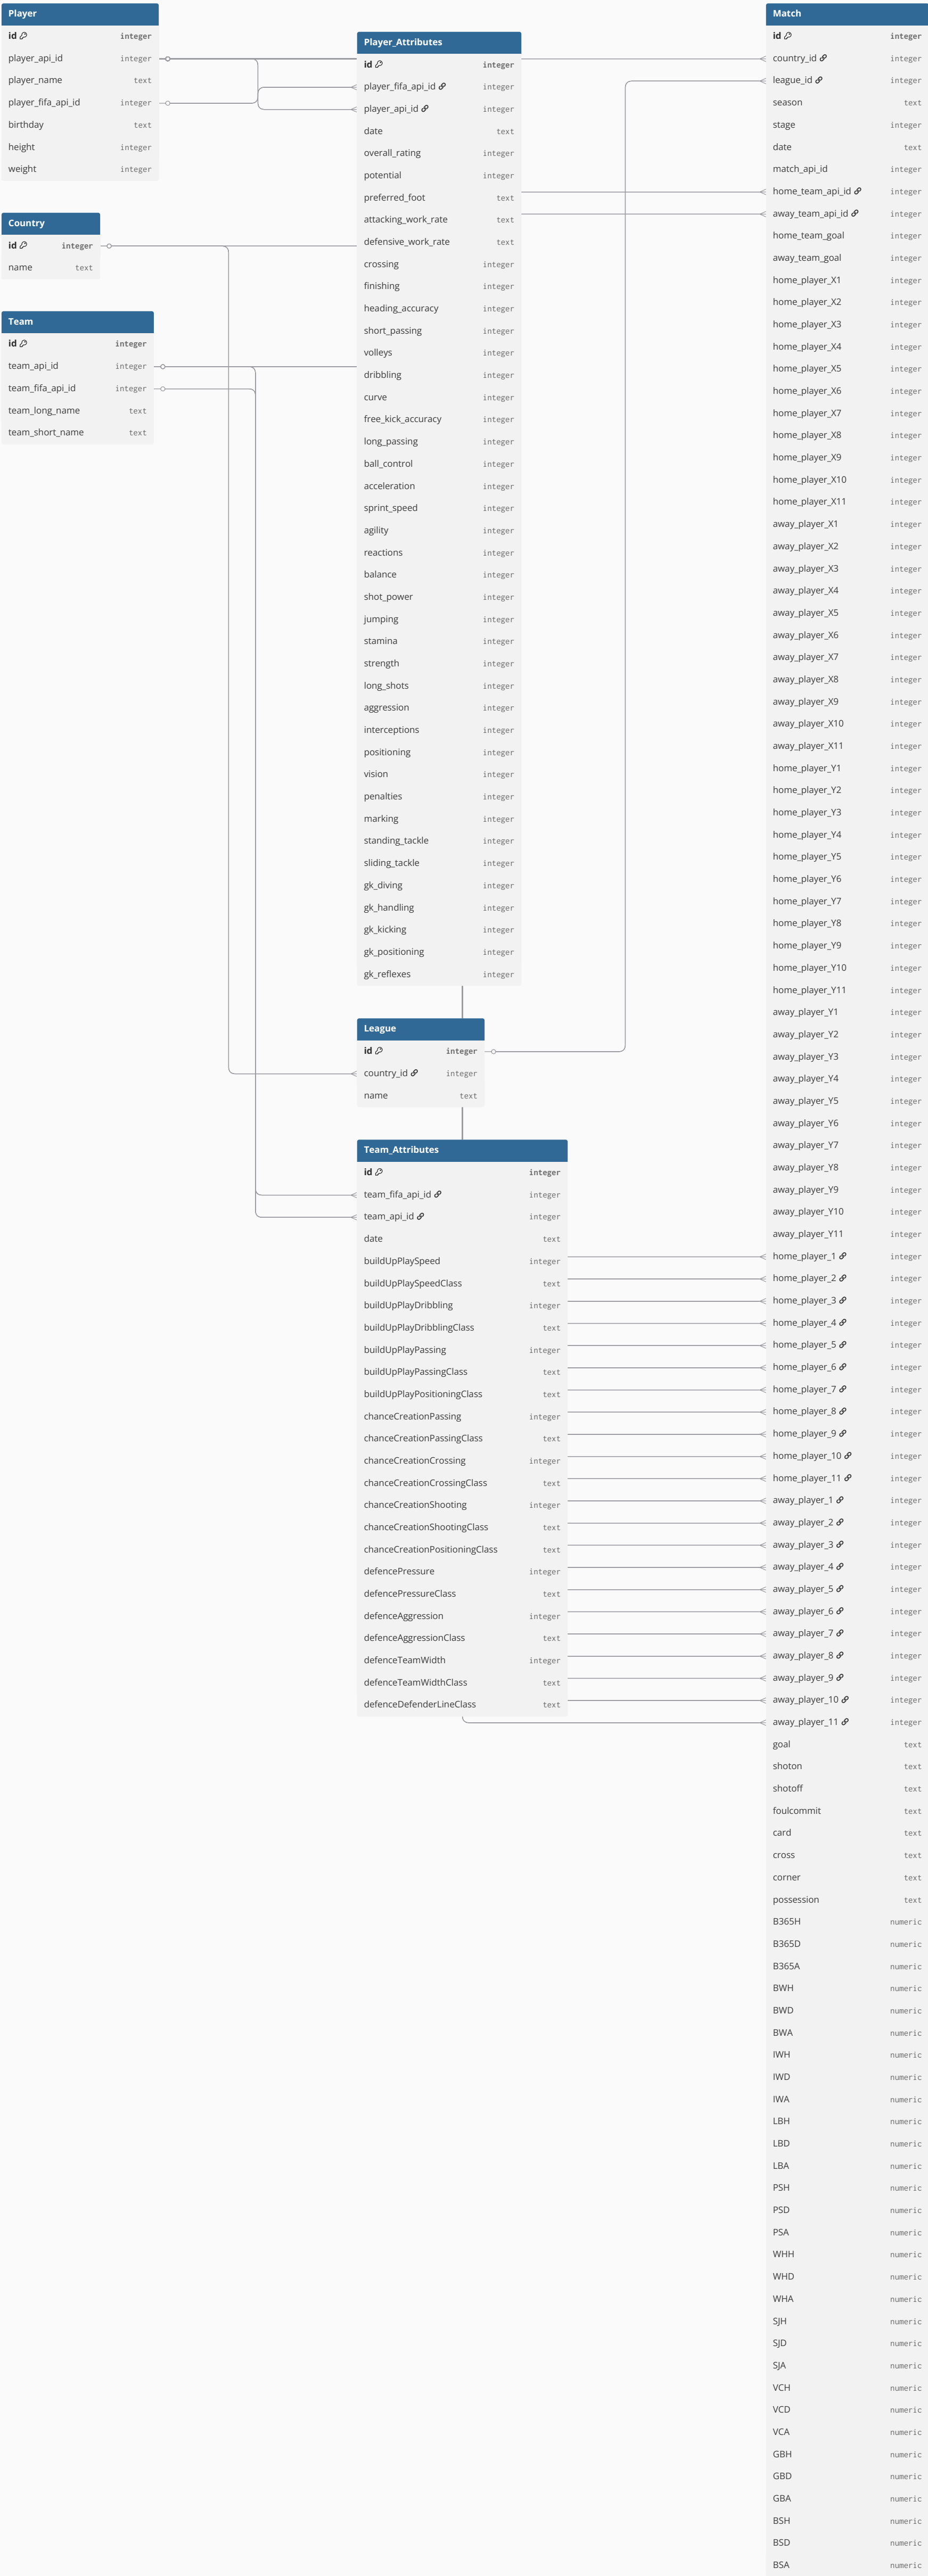 Player
id integer
player_api_id integer
player_name text
player_fifa_api_id integer
birthday text
height integer
weight integer
Country
id integer
name text
Team
id integer
team_api_id integer
team_fifa_api_id integer
team_long_name text
team_short_name text
Player_Attributes
id integer
player_fifa_api_id integer
player_api_id integer
date text
overall_rating integer
potential integer
preferred_foot text
attacking_work_rate text
defensive_work_rate text
crossing integer
finishing integer
heading_accuracy integer
short_passing integer
volleys integer
dribbling integer
curve integer
free_kick_accuracy integer
long_passing integer
ball_control integer
acceleration integer
sprint_speed integer
agility integer
reactions integer
balance integer
shot_power integer
jumping integer
stamina integer
strength integer
long_shots integer
aggression integer
interceptions integer
positioning integer
vision integer
penalties integer
marking integer
standing_tackle integer
sliding_tackle integer
gk_diving integer
gk_handling integer
gk_kicking integer
gk_positioning integer
gk_reflexes integer
League
id integer
country_id integer
name text
Team_Attributes
id integer
team_fifa_api_id integer
team_api_id integer
date text
buildUpPlaySpeed integer
buildUpPlaySpeedClass text
buildUpPlayDribbling integer
buildUpPlayDribblingClass text
buildUpPlayPassing integer
buildUpPlayPassingClass text
buildUpPlayPositioningClass text
chanceCreationPassing integer
chanceCreationPassingClass text
chanceCreationCrossing integer
chanceCreationCrossingClass text
chanceCreationShooting integer
chanceCreationShootingClass text
chanceCreationPositioningClass text
defencePressure integer
defencePressureClass text
defenceAggression integer
defenceAggressionClass text
defenceTeamWidth integer
defenceTeamWidthClass text
defenceDefenderLineClass text
Match
id integer
country_id integer
league_id integer
season text
stage integer
date text
match_api_id integer
home_team_api_id integer
away_team_api_id integer
home_team_goal integer
away_team_goal integer
home_player_X1 integer
home_player_X2 integer
home_player_X3 integer
home_player_X4 integer
home_player_X5 integer
home_player_X6 integer
home_player_X7 integer
home_player_X8 integer
home_player_X9 integer
home_player_X10 integer
home_player_X11 integer
away_player_X1 integer
away_player_X2 integer
away_player_X3 integer
away_player_X4 integer
away_player_X5 integer
away_player_X6 integer
away_player_X7 integer
away_player_X8 integer
away_player_X9 integer
away_player_X10 integer
away_player_X11 integer
home_player_Y1 integer
home_player_Y2 integer
home_player_Y3 integer
home_player_Y4 integer
home_player_Y5 integer
home_player_Y6 integer
home_player_Y7 integer
home_player_Y8 integer
home_player_Y9 integer
home_player_Y10 integer
home_player_Y11 integer
away_player_Y1 integer
away_player_Y2 integer
away_player_Y3 integer
away_player_Y4 integer
away_player_Y5 integer
away_player_Y6 integer
away_player_Y7 integer
away_player_Y8 integer
away_player_Y9 integer
away_player_Y10 integer
away_player_Y11 integer
home_player_1 integer
home_player_2 integer
home_player_3 integer
home_player_4 integer
home_player_5 integer
home_player_6 integer
home_player_7 integer
home_player_8 integer
home_player_9 integer
home_player_10 integer
home_player_11 integer
away_player_1 integer
away_player_2 integer
away_player_3 integer
away_player_4 integer
away_player_5 integer
away_player_6 integer
away_player_7 integer
away_player_8 integer
away_player_9 integer
away_player_10 integer
away_player_11 integer
goal text
shoton text
shotoff text
foulcommit text
card text
cross text
corner text
possession text
B365H numeric
B365D numeric
B365A numeric
BWH numeric
BWD numeric
BWA numeric
IWH numeric
IWD numeric
IWA numeric
LBH numeric
LBD numeric
LBA numeric
PSH numeric
PSD numeric
PSA numeric
WHH numeric
WHD numeric
WHA numeric
SJH numeric
SJD numeric
SJA numeric
VCH numeric
VCD numeric
VCA numeric
GBH numeric
GBD numeric
GBA numeric
BSH numeric
BSD numeric
BSA numeric